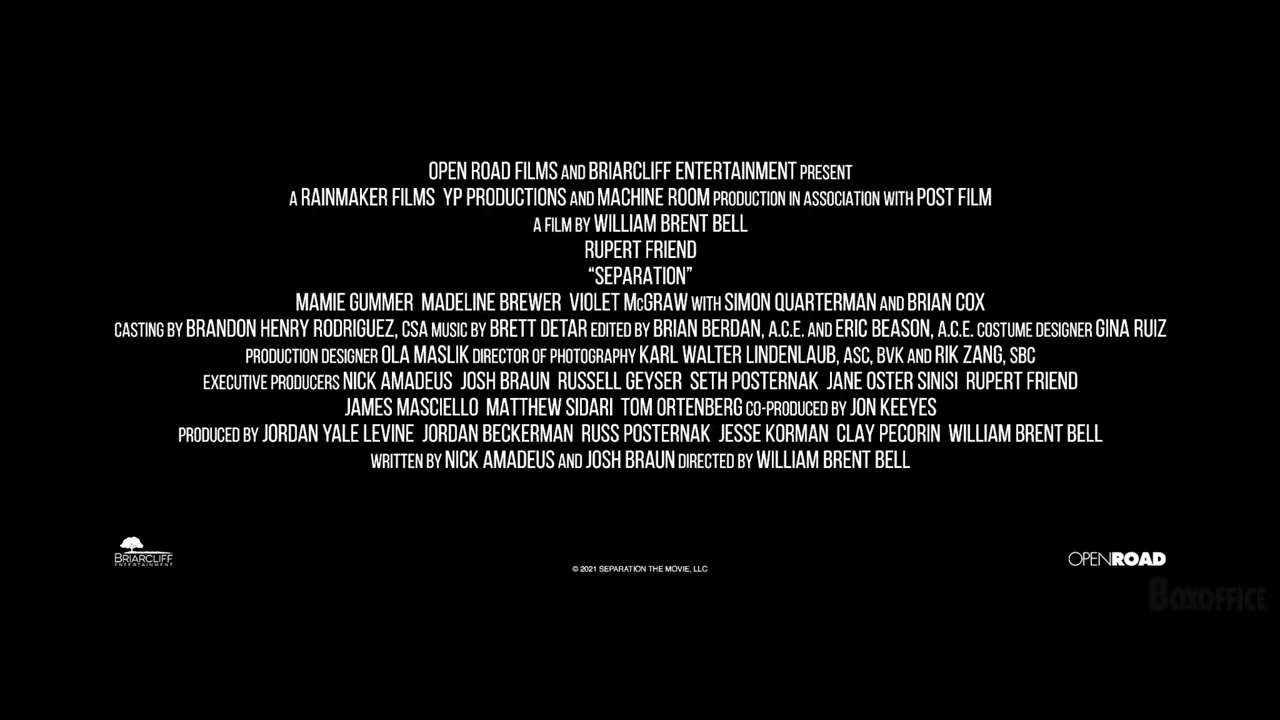 OPEN ROAD FILMS AND BRIARCLIFF ENTERTAINMENT PRESENT
A RAINMAKER FILMS YP PRODUCTIONS AND MACHINE ROOM PRODUCTION IN ASSOCIATION WITH POST FILM
A FILM BY WILLIAM BRENT BELL
RUPERT FRIEND
“SEPARATION”
MAMIE GUMMER MADELINE BREWER VIOLET McGRAW WITH SIMON QUARTERMAN AND BRIAN COX
CASTING BY BRANDON HENRY RODRIGUEZ, CSA MUSIC BY BRETT DETAR EDITED BY BRIAN BERDAN, A.C.E. AND ERIC BEASON, A.C.E. COSTUME DESIGNER GINA RUIZ
PRODUCTION DESIGNER OLA MASLIK DIRECTOR OF PHOTOGRAPHY KARL WALTER LINDENLAUB, ASC, BVK AND RIK ZANG, SBC
EXECUTIVE PRODUCERS NICK AMADEUS JOSH BRAUN RUSSELL GEYSER SETH POSTERNAK JANE OSTER SINISI RUPERT FRIEND
JAMES MASCIELLO MATTHEW SIDARI TOM ORTENBERG CO-PRODUCED BY JON KEEYES
PRODUCED BY JORDAN YALE LEVINE JORDAN BECKERMAN RUSS POSTERNAK JESSE KORMAN CLAY PECORIN WILLIAM BRENT BELL
WRITTEN BY NICK AMADEUS AND JOSH BRAUN DIRECTED BY WILLIAM BRENT BELL
BRIARCLIFF
ENTERTAINMENT
© 2021 SEPARATION THE MOVIE, LLC
OPENROAD
BOXOFFICE